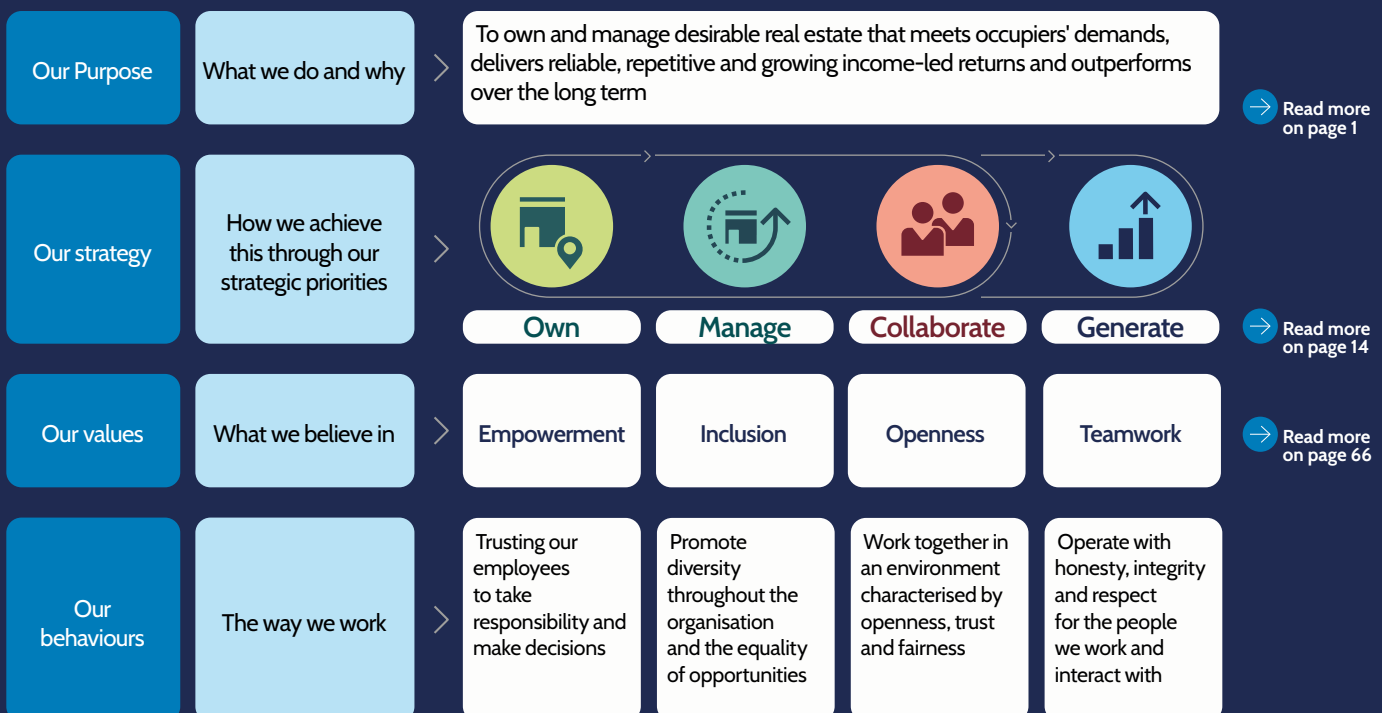 Our Purpose
What we do and why
To own and manage desirable real estate that meets occupiers' demands,
delivers reliable, repetitive and growing income-led returns and outperforms
over the long term
Read more
on page 1
Our strategy
How we achieve
this through our
strategic priorities
Own
Manage
Collaborate
Generate
Read more
on page 14
Our values
What we believe in
Empowerment
Inclusion
Openness
Teamwork
Read more
on page 66
Our
behaviours
The way we work
Trusting our
employees
to take
responsibility and
make decisions
Promote
diversity
throughout the
organisation
and the equality
of opportunities
Work together in
an environment
characterised by
openness, trust
and fairness
Operate with
honesty, integrity
and respect
for the people
we work and
interact with